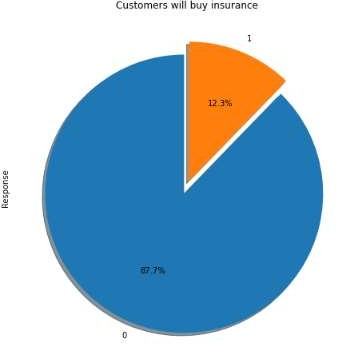 Customers will buy insurance
1
12.3%
Response
87.7%
0